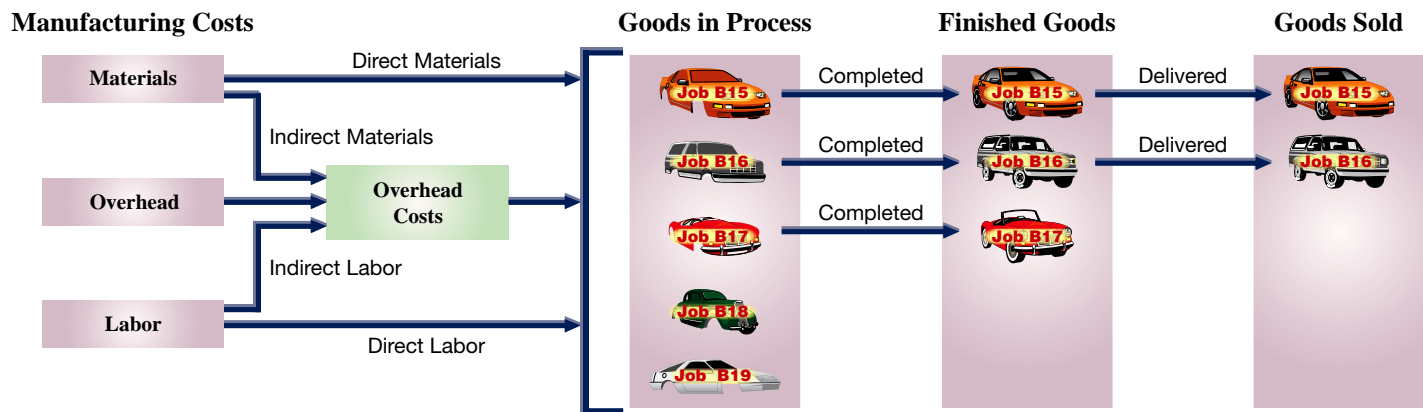 Manufacturing Costs
Goods in Process
Finished Goods
Goods Sold
Materials
Direct Materials
Indirect Materials
Overhead
Overhead
Costs
Indirect Labor
Labor
Direct Labor
Job B15
Completed
Job B15
Delivered
Job B15
Job B16
Completed
Job B16
Delivered
Job B16
Job B17
Completed
Job B17
Job B18
Job B19